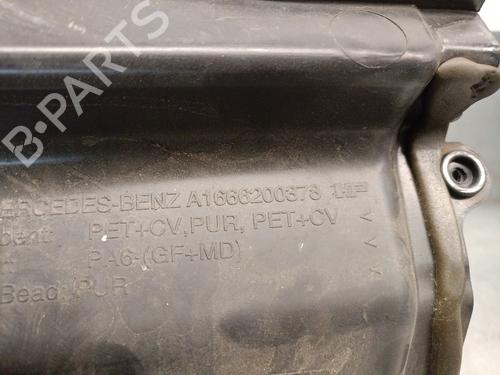 B-PARTS
ERCEDES-BENZ A1666200378
PET+CV, PUR, PET+CV
PA6-(GF+MD)
Bead PUR